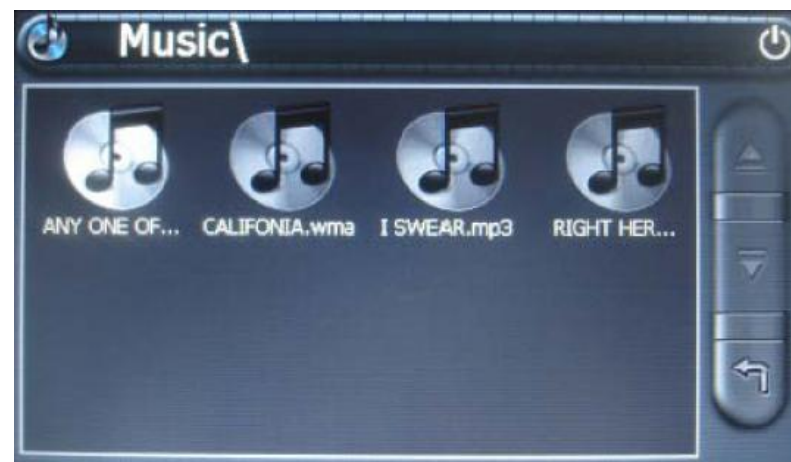 Music\
ANY ONE OF...
CALIFONIA.wma
I SWEAR.mp3
RIGHT HER...